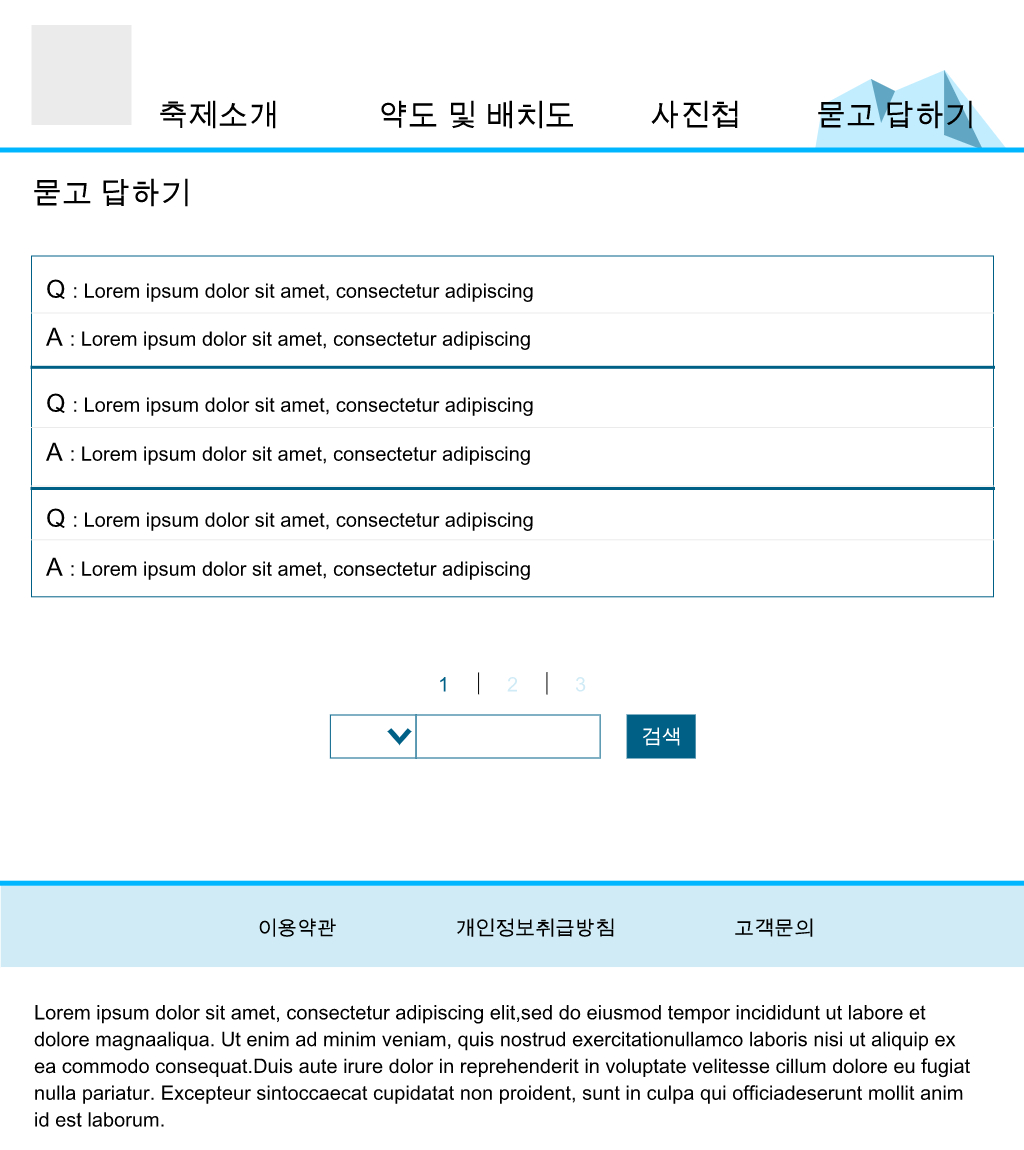 축제소개 약도 및 배치도 사진첩 묻고 답하기
묻고 답하기
Q : Lorem ipsum dolor sit amet, consectetur adipiscing
A : Lorem ipsum dolor sit amet, consectetur adipiscing
Q : Lorem ipsum dolor sit amet, consectetur adipiscing
A : Lorem ipsum dolor sit amet, consectetur adipiscing
Q : Lorem ipsum dolor sit amet, consectetur adipiscing
A : Lorem ipsum dolor sit amet, consectetur adipiscing
1 | 2 | 3
검색
이용약관 개인정보취급방침 고객문의
Lorem ipsum dolor sit amet, consectetur adipiscing elit,sed do eiusmod tempor incididunt ut labore et
dolore magnaaliqua. Ut enim ad minim veniam, quis nostrud exercitationullamco laboris nisi ut aliquip ex
ea commodo consequat.Duis aute irure dolor in reprehenderit in voluptate velitesse cillum dolore eu fugiat
nulla pariatur. Excepteur sintoccaecat cupidatat non proident, sunt in culpa qui officiadeserunt mollit anim
id est laborum.